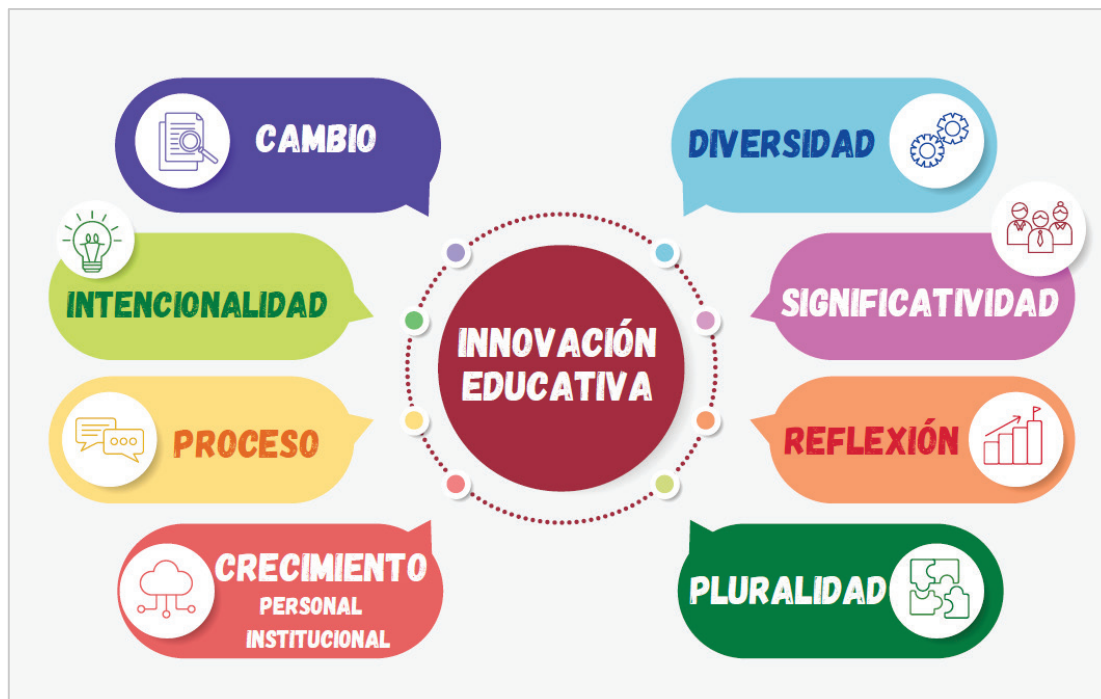 CAMBIO
INTENCIONALIDAD
PROCESO
CRECIMIENTO
PERSONAL
INSTITUCIONAL
INNOVACIÓN
EDUCATIVA
DIVERSIDAD
SIGNIFICATIVIDAD
REFLEXIÓN
PLURALIDAD